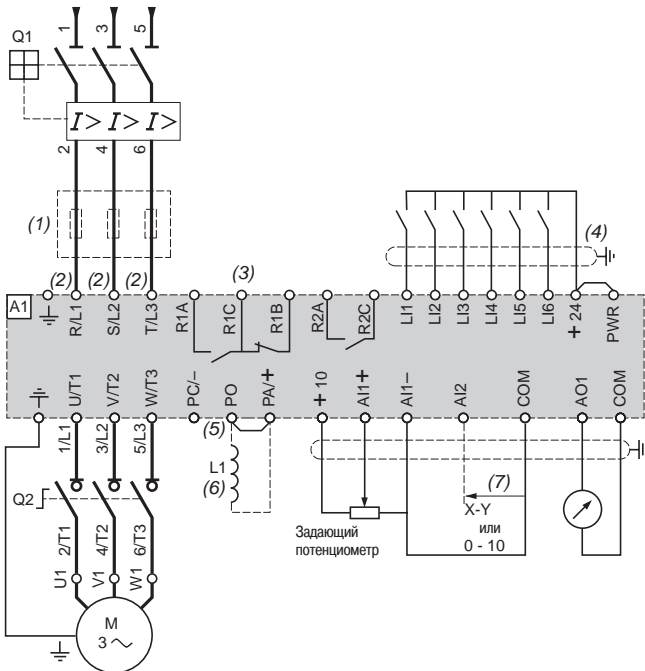 1 3 5
Q1
I> I> I>
2 4 6
(1)
(4)
(2) (2) (2) (3)
A1
R/L1 S/L2 T/L3 R1A R1C R1B R2A R2C LI1 LI2 LI3 LI4 LI5 LI6 + 24 PWR
U/T1 V/T2 W/T3 PC/– PO PA/+ + 10 AI1+ AI1– AI2 COM AO1 COM
(5)
1/L1 3/L2 5/L3
L1
(6)
(7)
Q2
X-Y
или
0 - 10
Задающий
потенциометр
2/T1 4/T2 6/T3
U1 V1 W1
M
3 ~